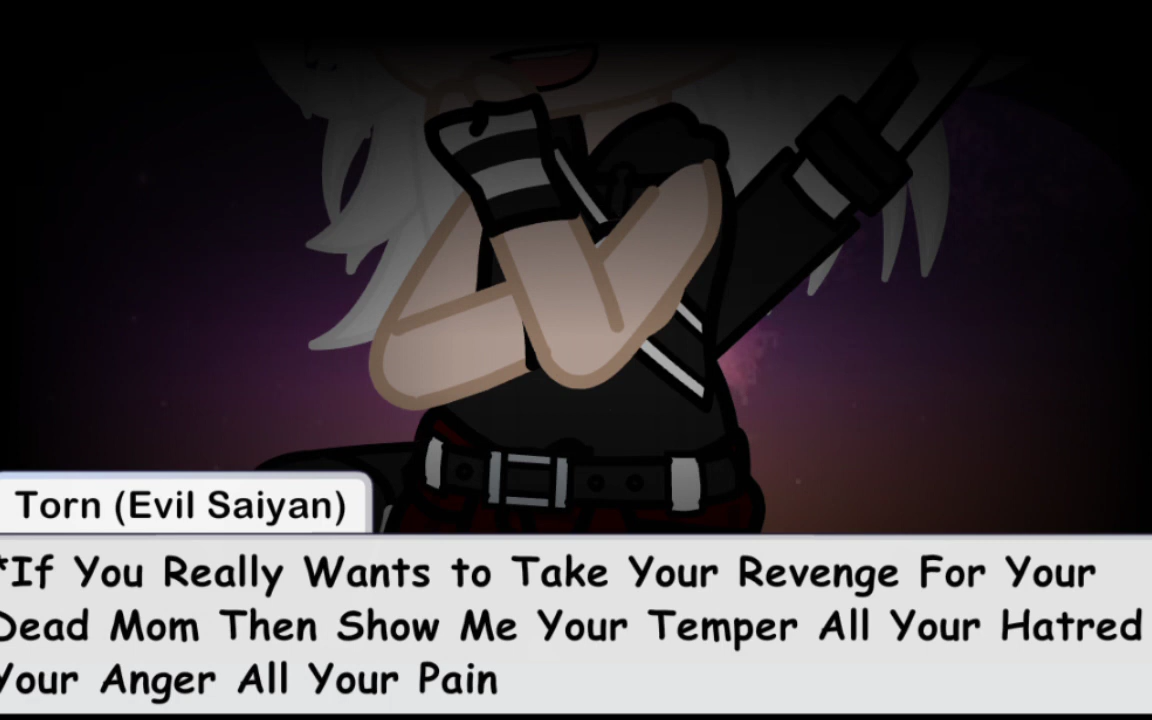 Torn (Evil Saiyan)
*If You Really Wants to Take Your Revenge For Your
Dead Mom Then Show Me Your Temper All Your Hatred
Your Anger All Your Pain